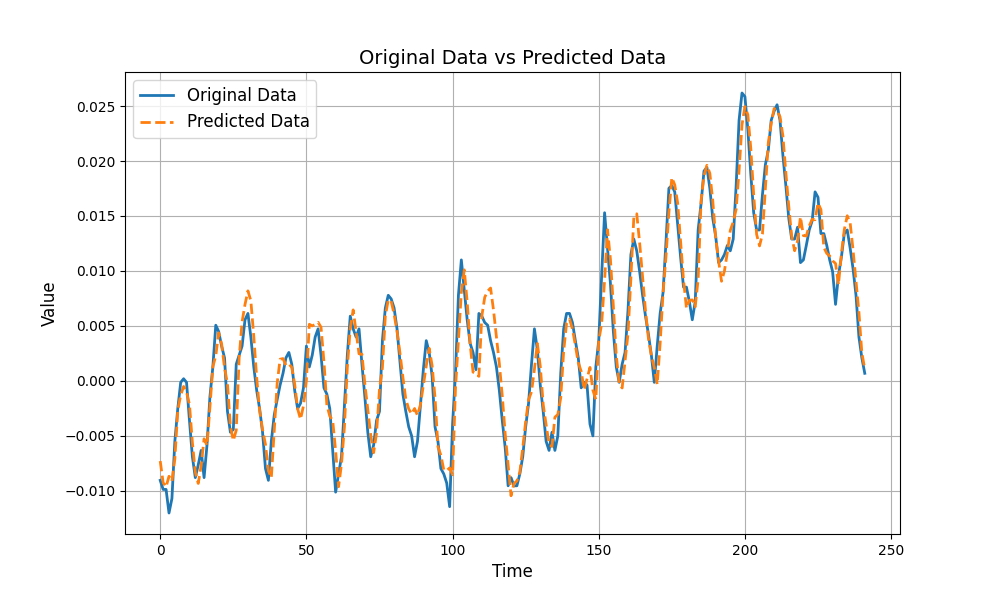 Original Data vs Predicted Data
Original Data
Predicted Data
Value
0.025
0.020
0.015
0.010
0.005
0.000
−0.005
−0.010
0 50 100 150 200 250
Time